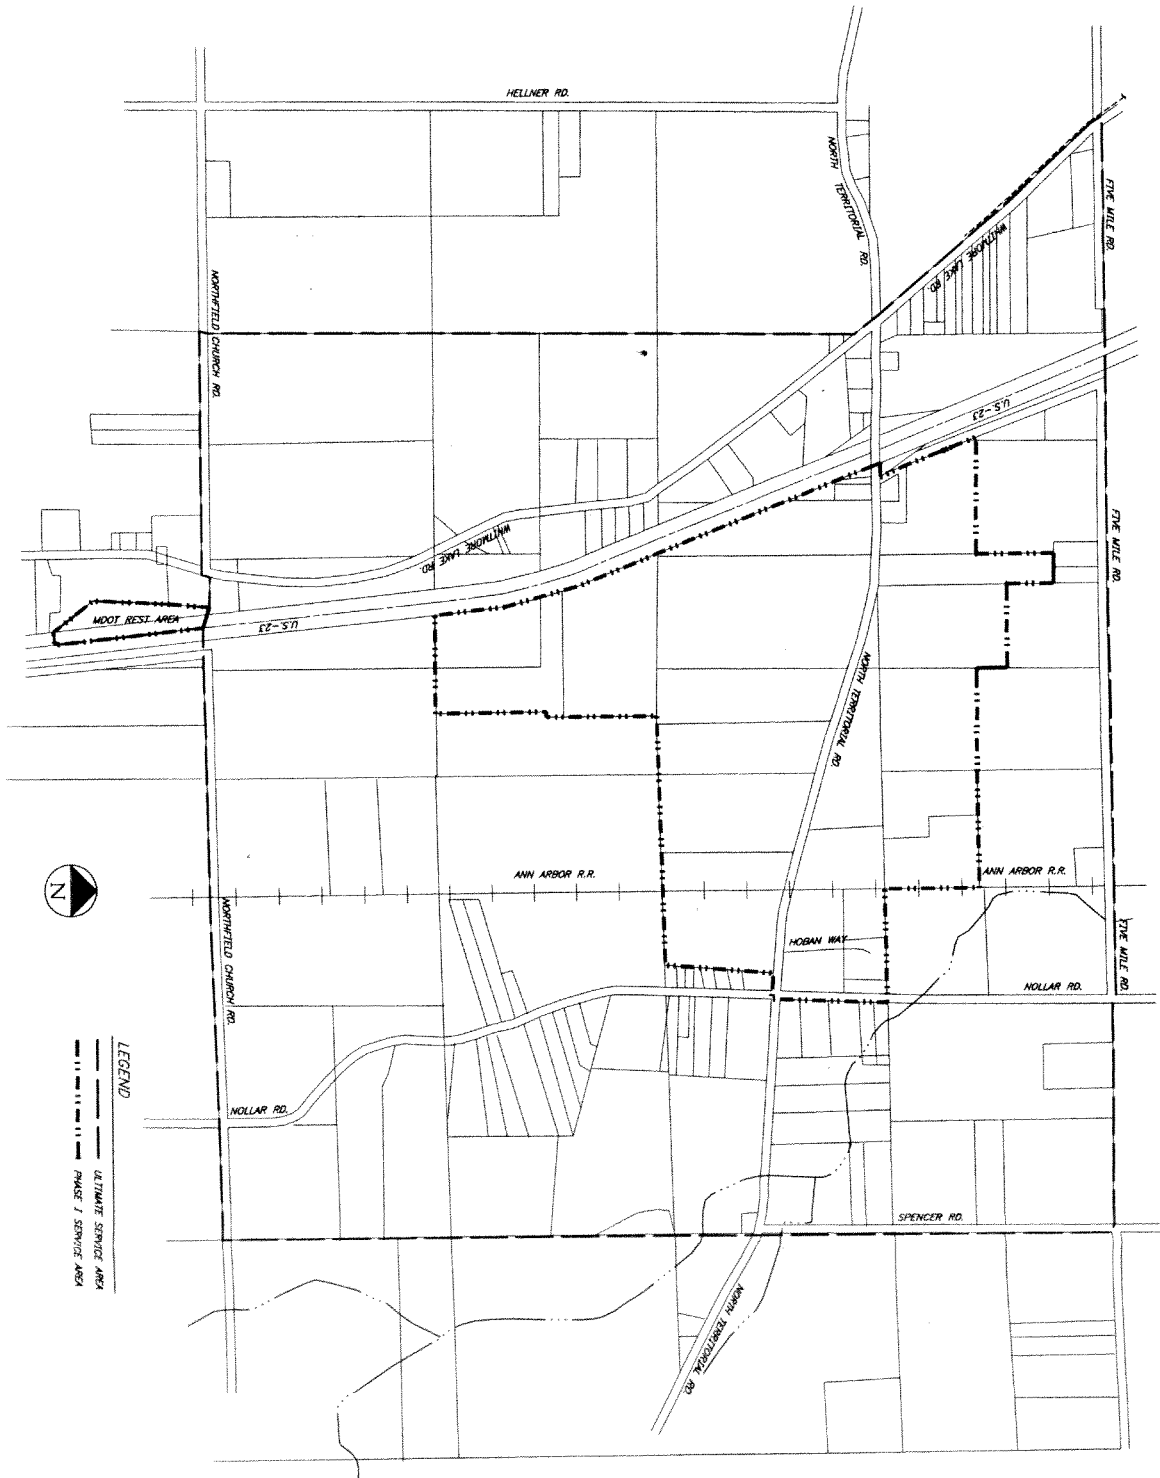 HELLNER RD.
NORTH TERRITORIAL RD.
FIVE MILE RD.
WHITMORE LAKE RD.
NORTHFIELD CHURCH RD.
U.S.-23
FIVE MILE RD.
WHITMORE LAKE RD.
MDOT REST AREA
U.S.-23
NORTH TERRITORIAL RD.
ANN ARBOR R.R.
ANN ARBOR R.R.
N
NORTHFIELD CHURCH RD.
HOBAN WAY
FIVE MILE RD.
NOLLAR RD.
NOLLAR RD.
SPENCER RD.
NORTH TERRITORIAL RD.
LEGEND
ULTIMATE SERVICE AREA
PHASE I SERVICE AREA